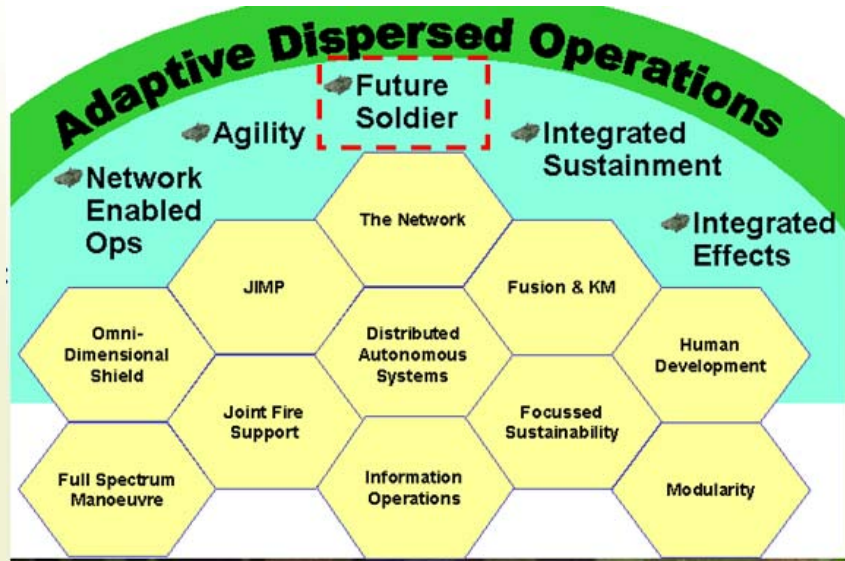 Adaptive Dispersed Operations
Future
Soldier
Agility
Integrated
Sustainment
Network
Enabled
Ops
Integrated
Effects
The Network
JIMP
Fusion & KM
Omni-
Dimensional
Shield
Distributed
Autonomous
Systems
Human
Development
Joint Fire
Support
Focussed
Sustainability
Full Spectrum
Manoeuvre
Information
Operations
Modularity